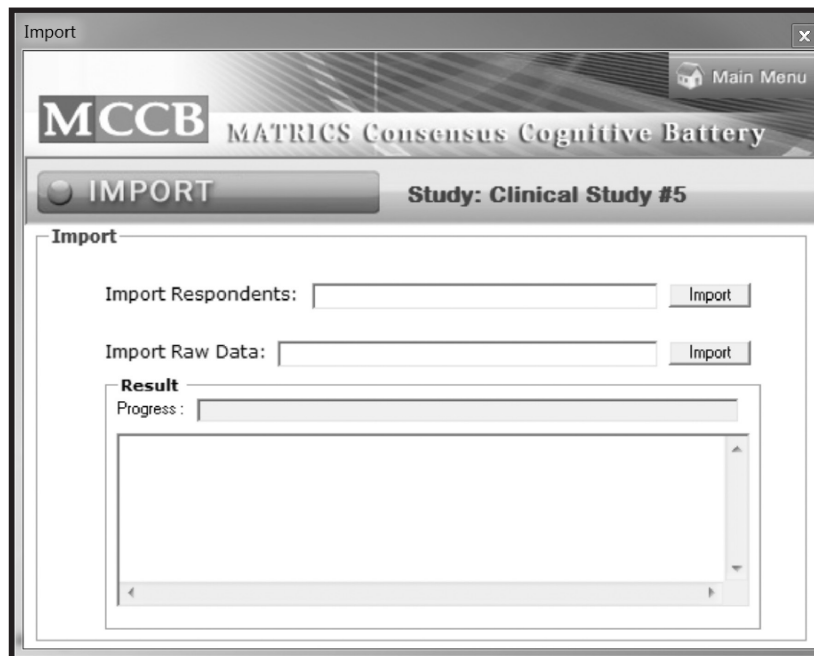 Import
Main Menu
MCCB MATRICS Consensus Cognitive Battery
IMPORT Study: Clinical Study #5
Import
Import Respondents: Import
Import Raw Data: Import
Result
Progress :